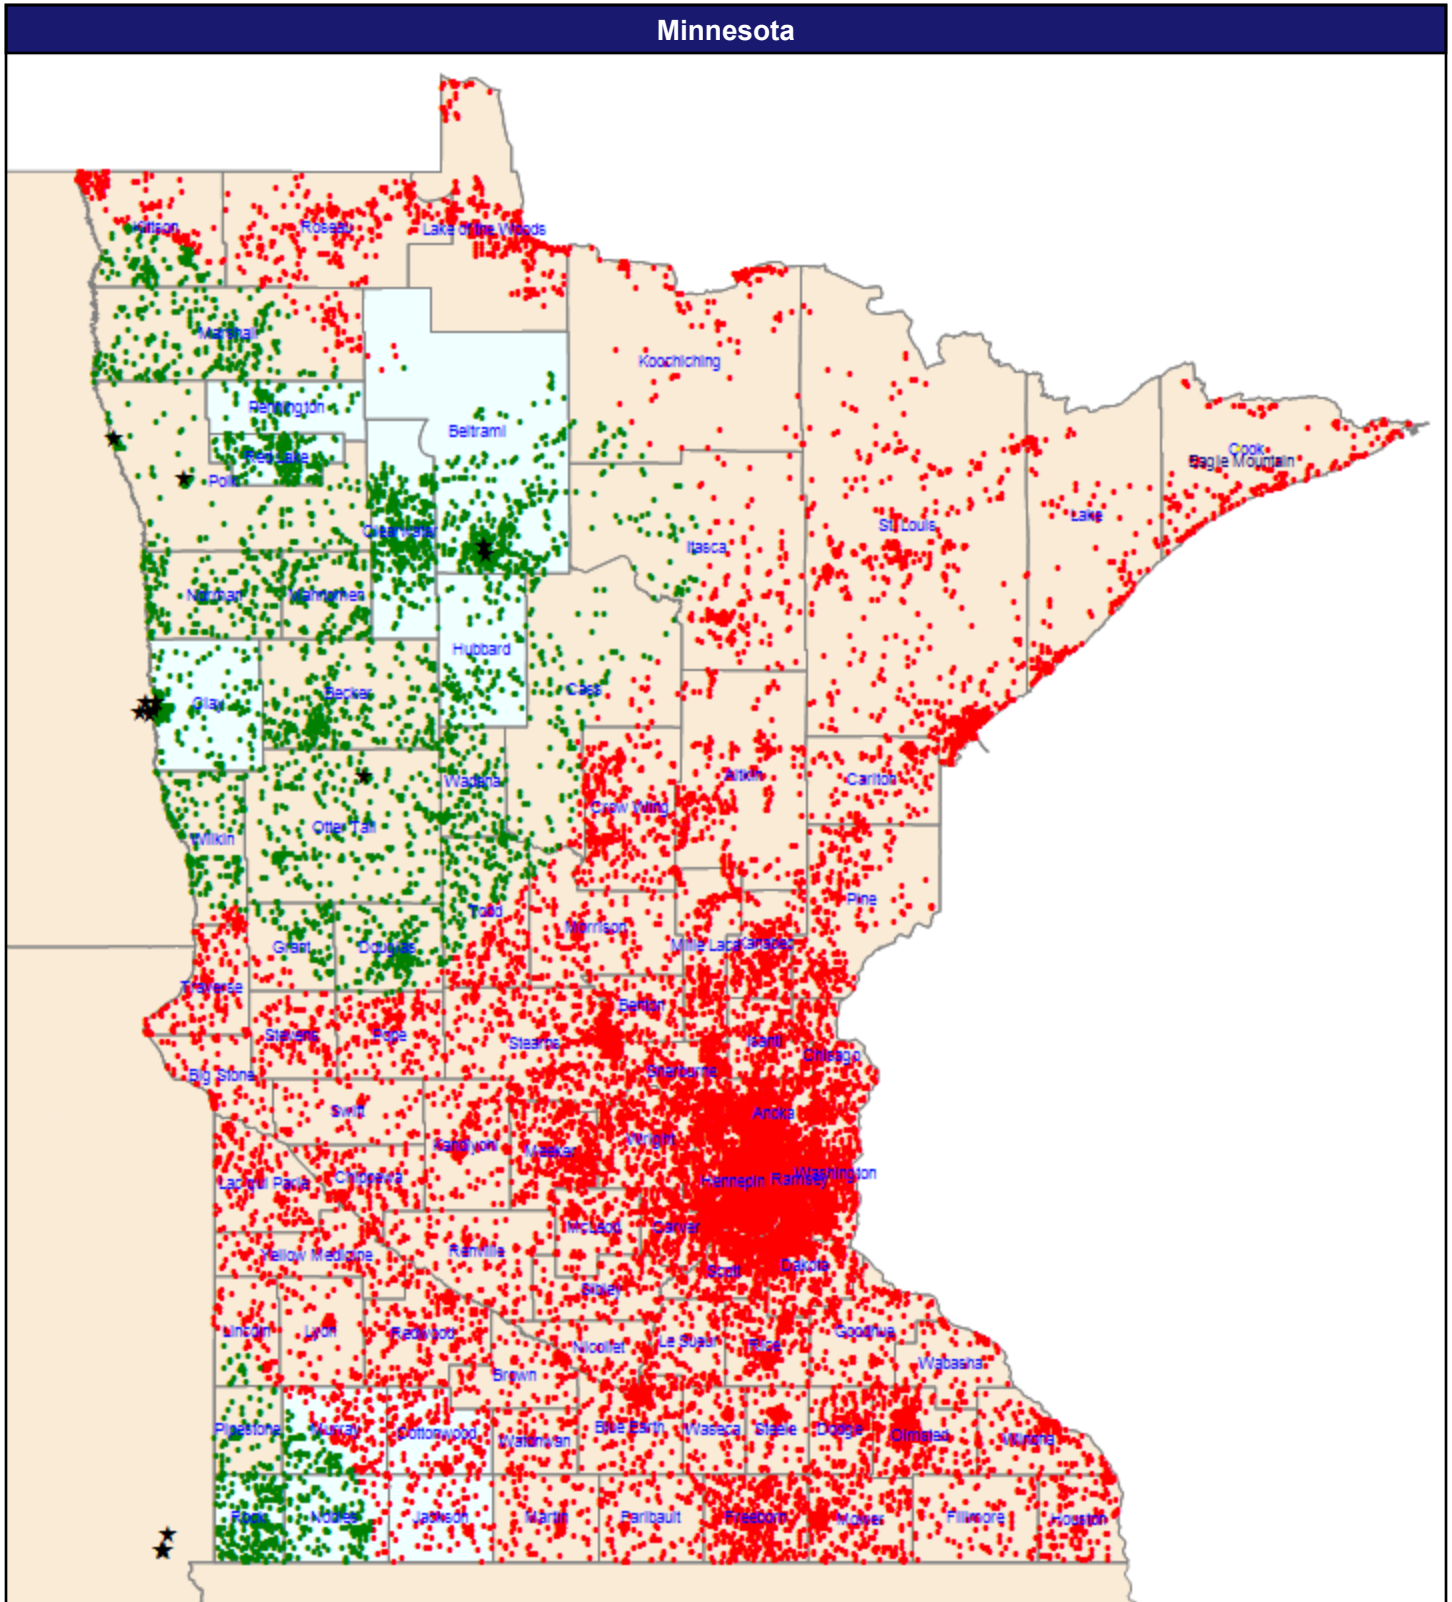 Minnesota
Kittson
Roseau
Lake of the Woods
Marshall
Koochiching
Pennington
Beltrami
Cook
Eagle Mountain
Red Lake
Polk
Clearwater
St. Louis
Lake
Itasca
Norman
Mahnomen
Hubbard
Clay
Becker
Cass
Wadena
Aitkin
Carlton
Crow Wing
Otter Tail
Wilkin
Pine
Todd
Morrison
Grant
Douglas
Mille Lacs
Kanabec
Traverse
Benton
Stevens
Pope
Stearns
Isanti
Chisago
Big Stone
Sherburne
Swift
Anoka
Kandiyohi
Meeker
Wright
Lac qui Parle
Chippewa
Hennepin
Ramsey
Washington
McLeod
Carver
Yellow Medicine
Renville
Scott
Dakota
Sibley
Lincoln
Lyon
Redwood
Nicollet
Le Sueur
Rice
Goodhue
Wabasha
Brown
Pipestone
Murray
Cottonwood
Watonwan
Blue Earth
Waseca
Steele
Dodge
Olmsted
Winona
Rock
Nobles
Jackson
Martin
Faribault
Freeborn
Mower
Fillmore
Houston